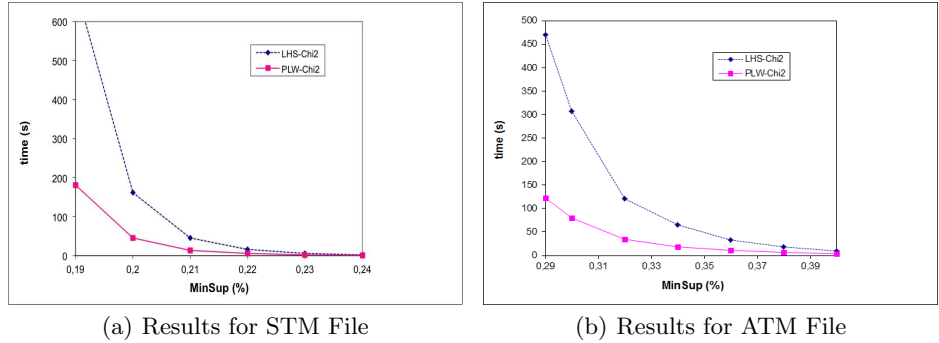 600
500
400
300
200
100
0
time (s)
LHS-Chi2
PLW-Chi2
0,19 0,2 0,21 0,22 0,23 0,24
MinSup (%)
(a) Results for STM File
500
450
400
350
300
250
200
150
100
50
0
time (s)
LHS-Chi2
PLW-Chi2
0,29 0,31 0,33 0,35 0,37 0,39
MinSup (%)
(b) Results for ATM File